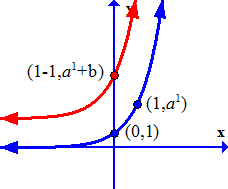 y
(1-1,a¹+b)
(1,a¹)
(0,1)
x